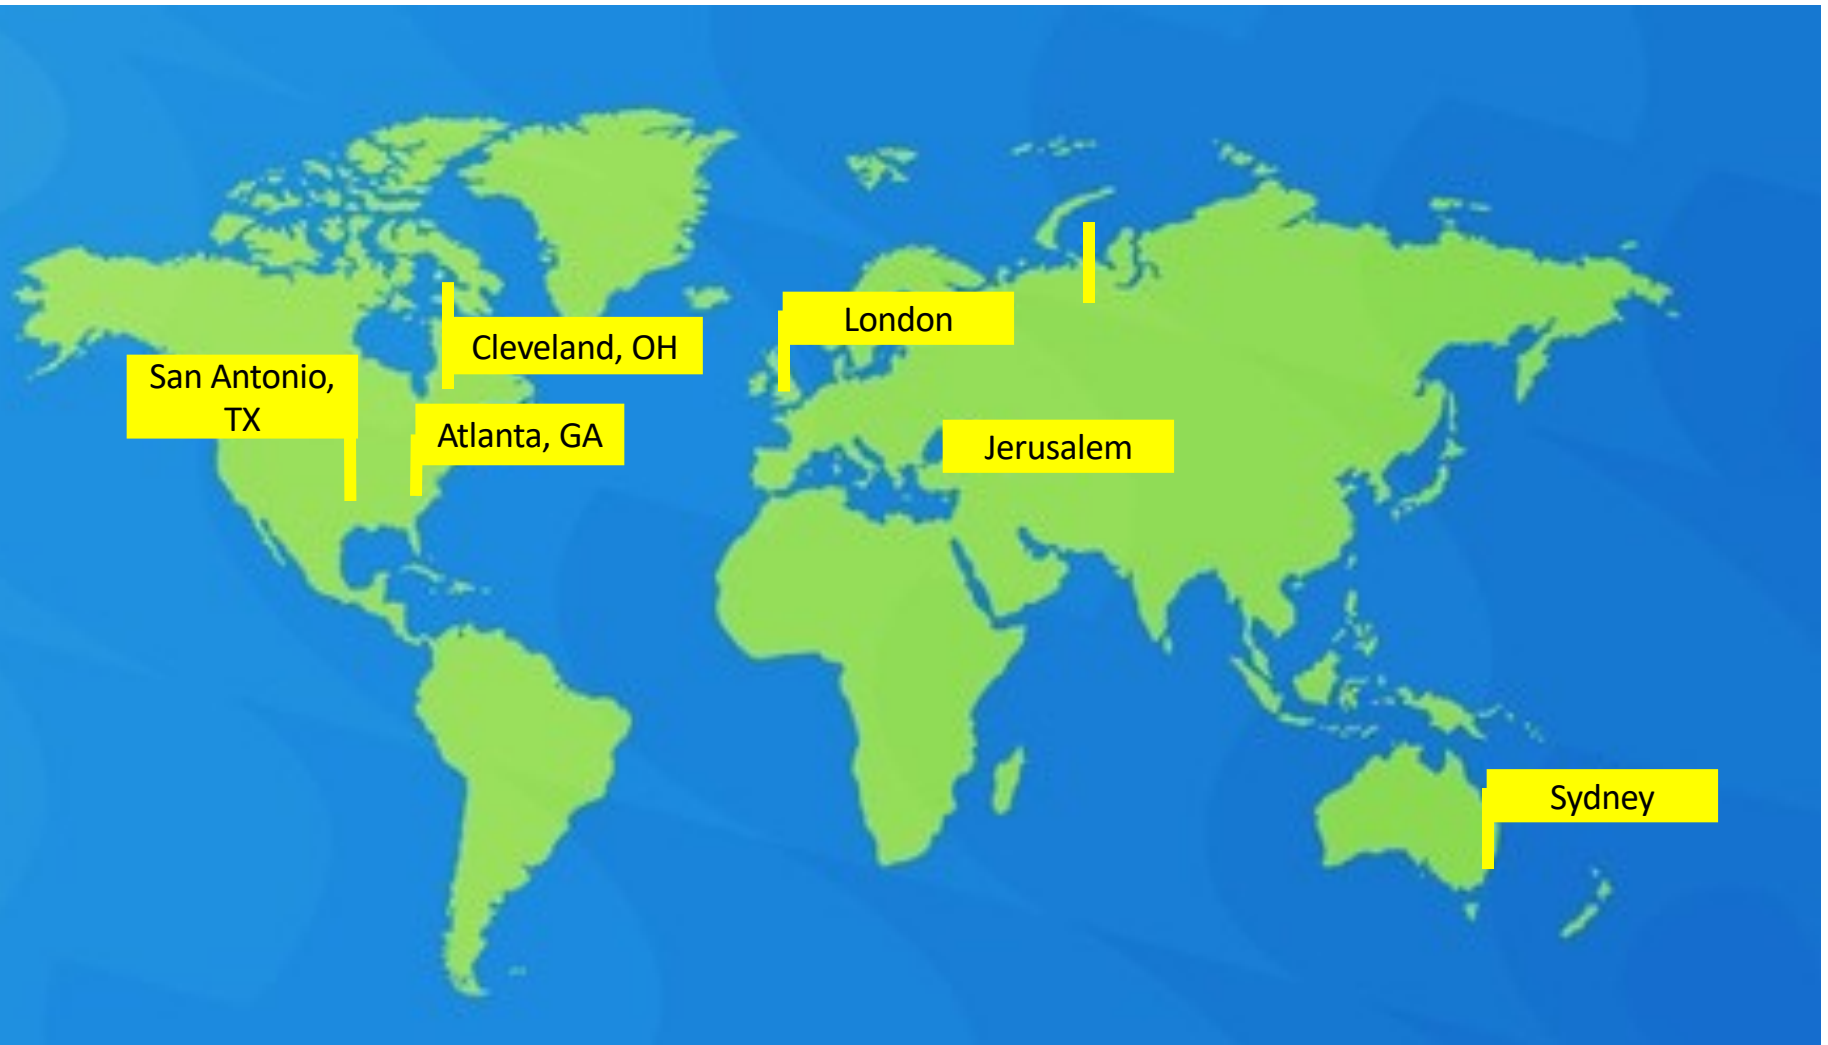 London
Cleveland, OH
San Antonio,
TX
Atlanta, GA
Jerusalem
Sydney